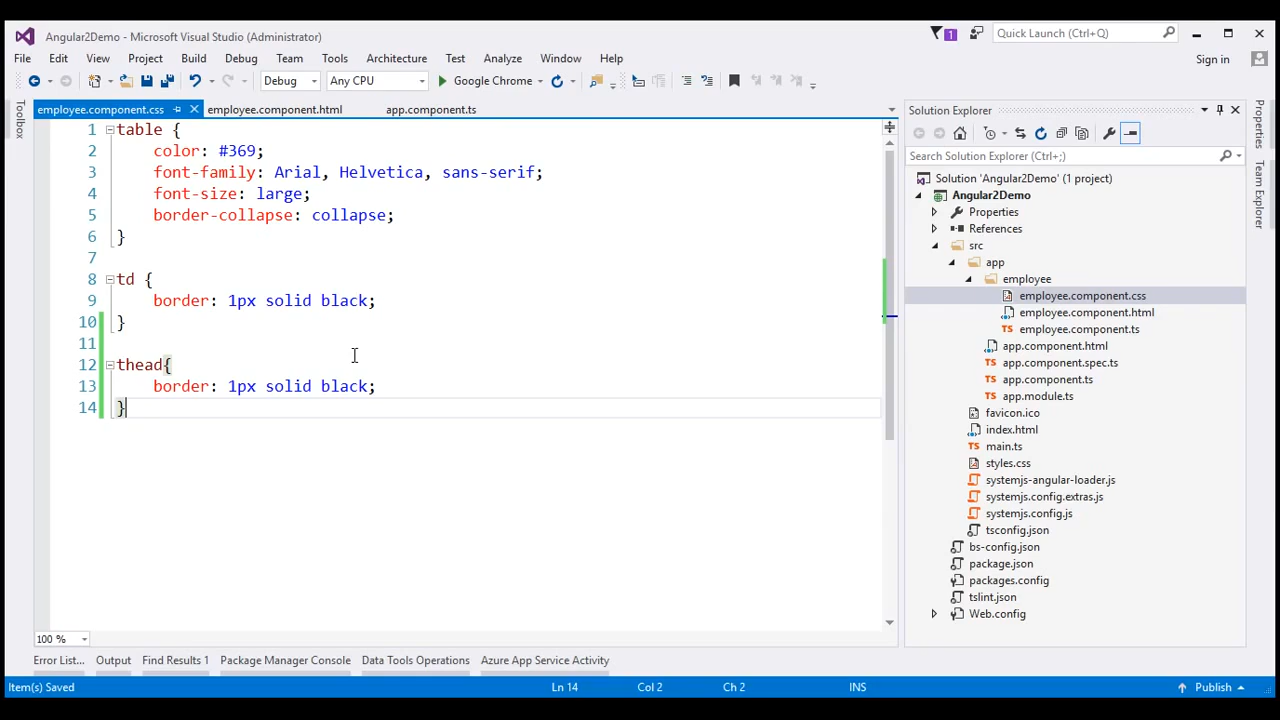 Angular2Demo - Microsoft Visual Studio (Administrator)
1
Quick Launch (Ctrl+Q)
File Edit View Project Build Debug Team Tools Architecture Test Analyze Window Help
Sign in
Debug Any CPU Google Chrome
Toolbox
employee.component.css employee.component.html app.component.ts
1 table {
2 color: #369;
3 font-family: Arial, Helvetica, sans-serif;
4 font-size: large;
5 border-collapse: collapse;
6 }
7
8 td {
9 border: 1px solid black;
10 }
11
12 thead{
13 border: 1px solid black;
14 }
100 %
Solution Explorer
Search Solution Explorer (Ctrl+;)
Solution 'Angular2Demo' (1 project)
Angular2Demo
Properties
References
src
app
employee
employee.component.css
employee.component.html
TS employee.component.ts
app.component.html
TS app.component.spec.ts
TS app.component.ts
TS app.module.ts
favicon.ico
index.html
TS main.ts
styles.css
systemjs-angular-loader.js
systemjs.config.extras.js
systemjs.config.js
tsconfig.json
bs-config.json
package.json
packages.config
tslint.json
Web.config
Properties
Team Explorer
Error List... Output Find Results 1 Package Manager Console Data Tools Operations Azure App Service Activity
Item(s) Saved Ln 14 Col 2 Ch 2 INS Publish